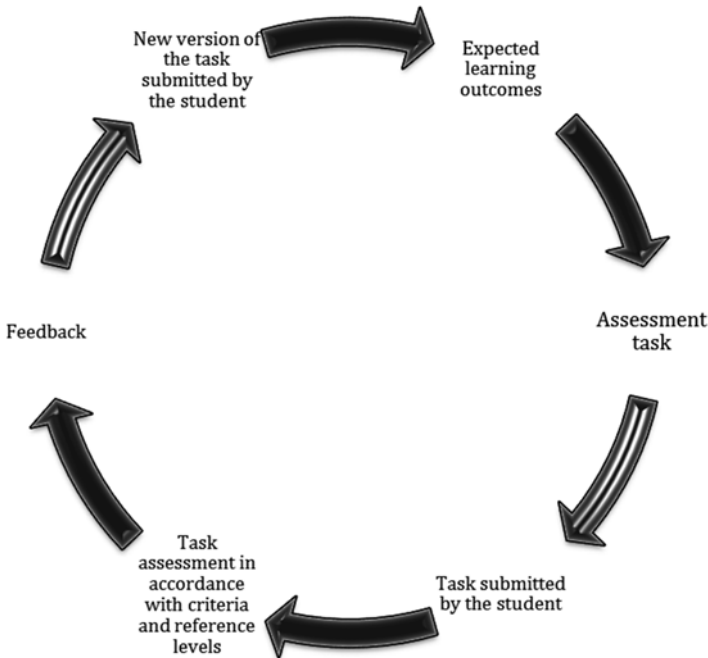 New version of
the task
submitted by
the student
Expected
learning
outcomes
Assessment
task
Task submitted
by the student
Task
assessment in
accordance
with criteria
and reference
levels
Feedback